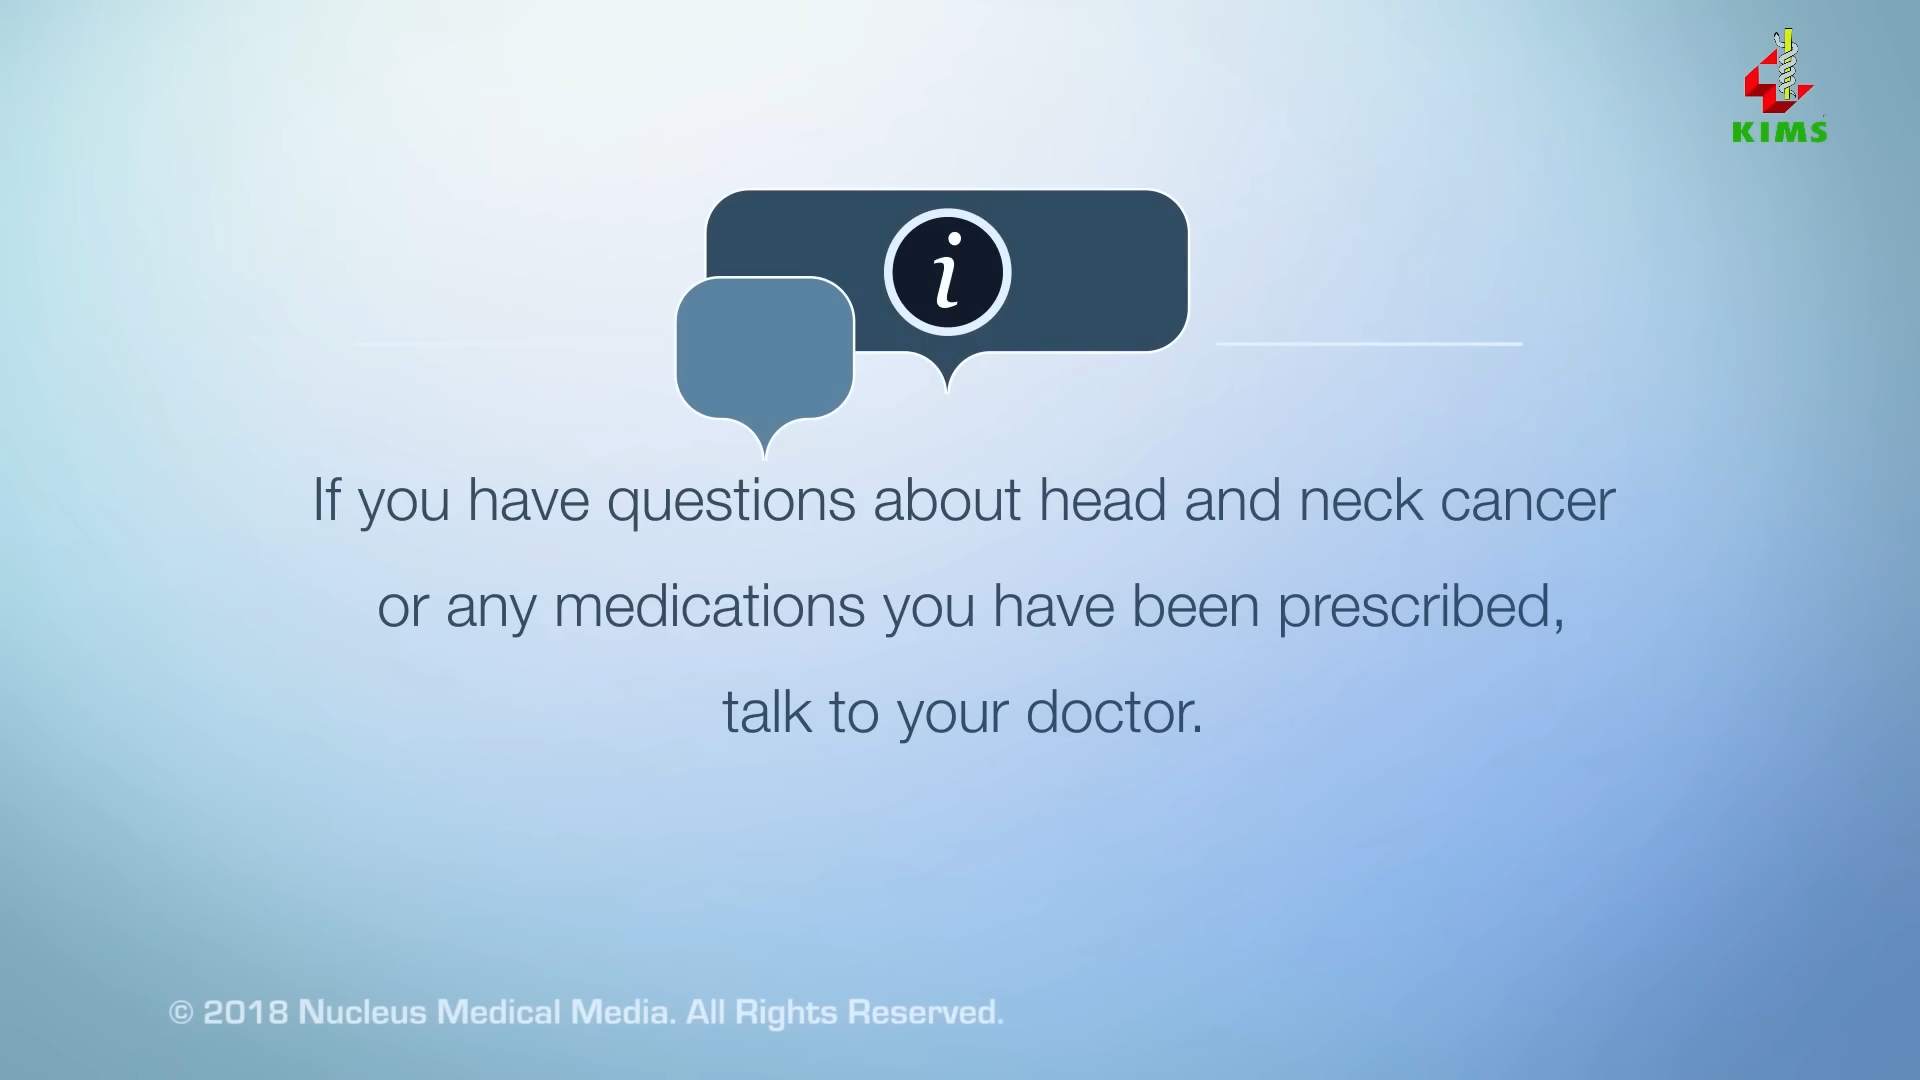 KIMS
i
If you have questions about head and neck cancer
or any medications you have been prescribed,
talk to your doctor.
© 2018 Nucleus Medical Media. All Rights Reserved.